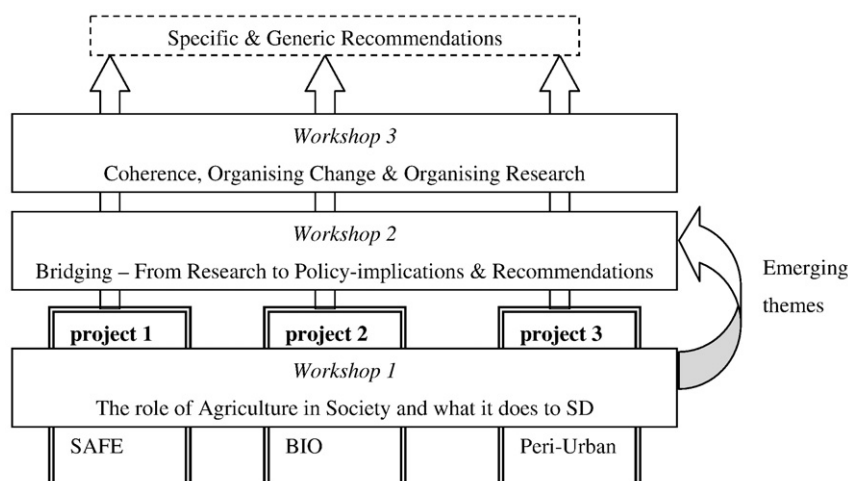 Specific & Generic Recommendations
Workshop 3
Coherence, Organising Change & Organising Research
Workshop 2
Bridging – From Research to Policy-implications & Recommendations
Emerging
themes
project 1
project 2
project 3
Workshop 1
The role of Agriculture in Society and what it does to SD
SAFE
BIO
Peri-Urban